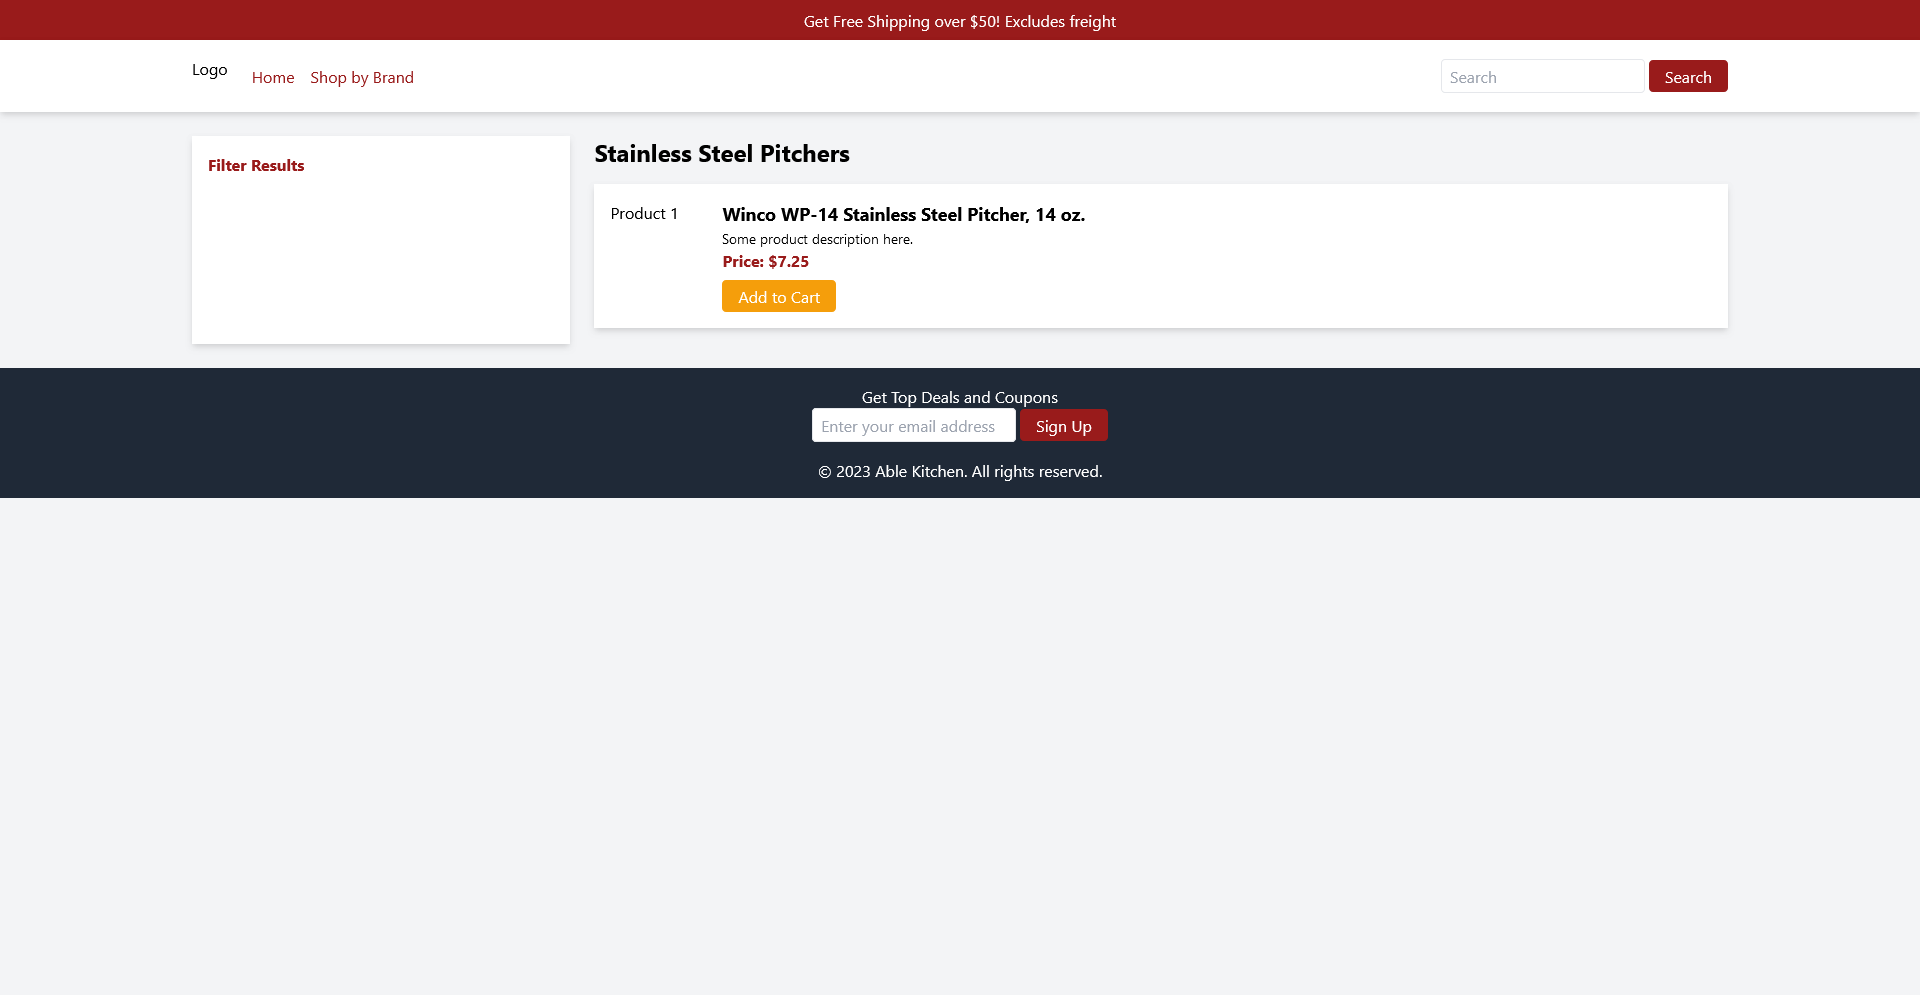 Get Free Shipping over $50! Excludes freight
Logo
Home
Shop by Brand
Search
Search
Filter Results
Stainless Steel Pitchers
Product 1
Winco WP-14 Stainless Steel Pitcher, 14 oz.
Some product description here.
Price: $7.25
Add to Cart
Get Top Deals and Coupons
Enter your email address
Sign Up
© 2023 Able Kitchen. All rights reserved.